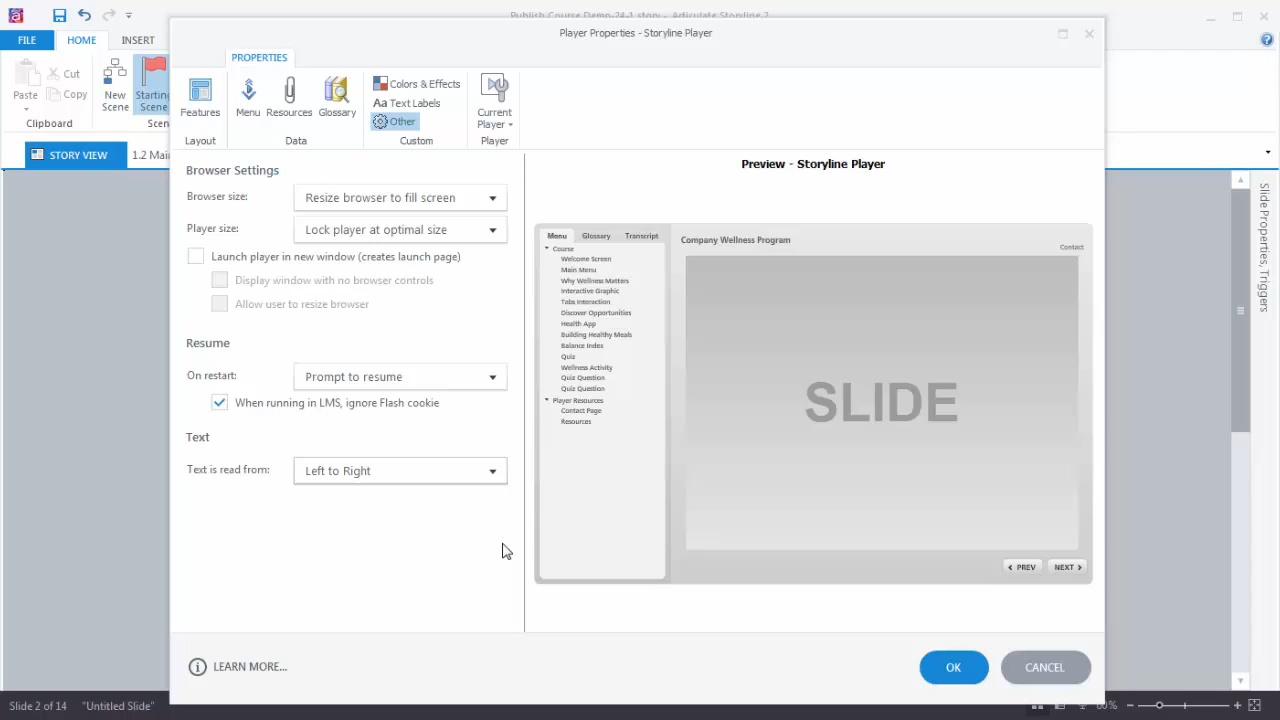 Publish Course Demo-24-1.story - Articulate Storyline 2
Player Properties - Storyline Player
FILE
HOME
INSERT
PROPERTIES
Paste
Cut
Copy
Clipboard
New Scene
Starting Scene
Scen
Features
Layout
Menu
Resources
Glossary
Data
Colors & Effects
Text Labels
Other
Custom
Current Player
Player
STORY VIEW
1.2 Mai
Browser Settings
Browser size:
Resize browser to fill screen
Player size:
Lock player at optimal size
Launch player in new window (creates launch page)
Display window with no browser controls
Allow user to resize browser
Resume
On restart:
Prompt to resume
When running in LMS, ignore Flash cookie
Text
Text is read from:
Left to Right
Preview - Storyline Player
Menu
Glossary
Transcript
Course
Welcome Screen
Main Menu
Why Wellness Matters
Interactive Graphic
Tabs Interaction
Discover Opportunities
Health App
Building Healthy Meals
Balance Index
Quiz
Wellness Activity
Quiz Question
Quiz Question
Player Resources
Contact Page
Resources
Company Wellness Program
Contact
SLIDE
PREV
NEXT
Slide Properties, Triggers
LEARN MORE...
OK
CANCEL
Slide 2 of 14
"Untitled Slide"
60%